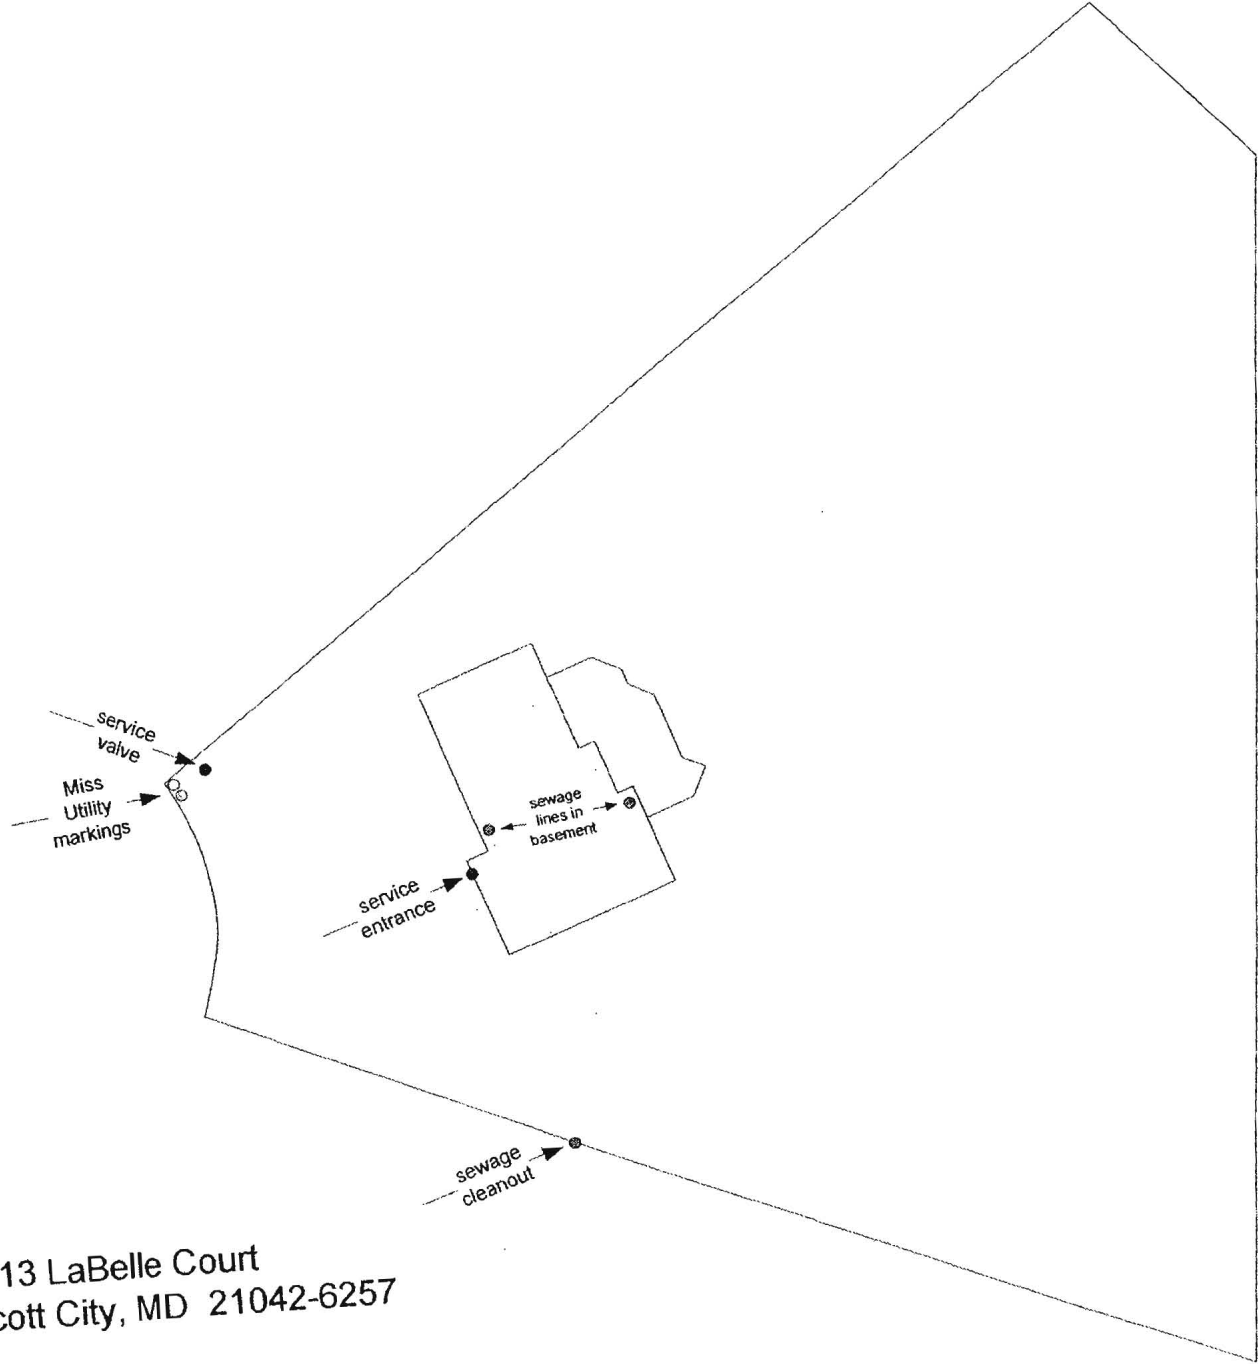 service
valve
Miss
Utility
markings
sewage
lines in
basement
service
entrance
sewage
cleanout
13 LaBelle Court
cott City, MD 21042-6257